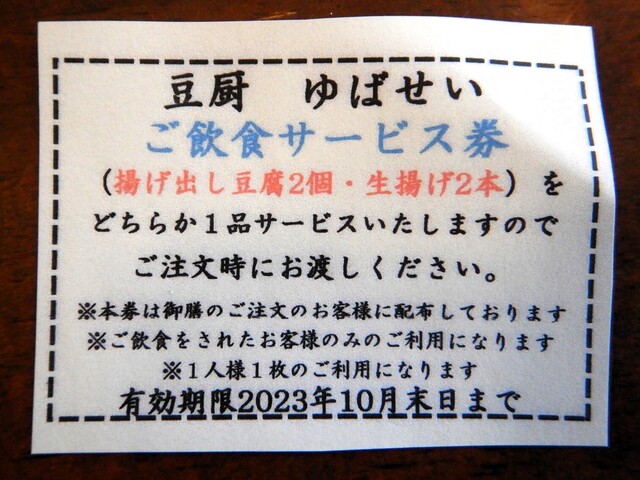 豆厨　ゆばせい
ご飲食サービス券
（揚げ出し豆腐2個・生揚げ2本）を
どちらか１品サービスいたしますので
ご注文時にお渡しください。
※本券は御膳のご注文のお客様に配布しております
※ご飲食をされたお客様のみのご利用になります
※１人様１枚のご利用になります
有効期限2023年10月末日まで